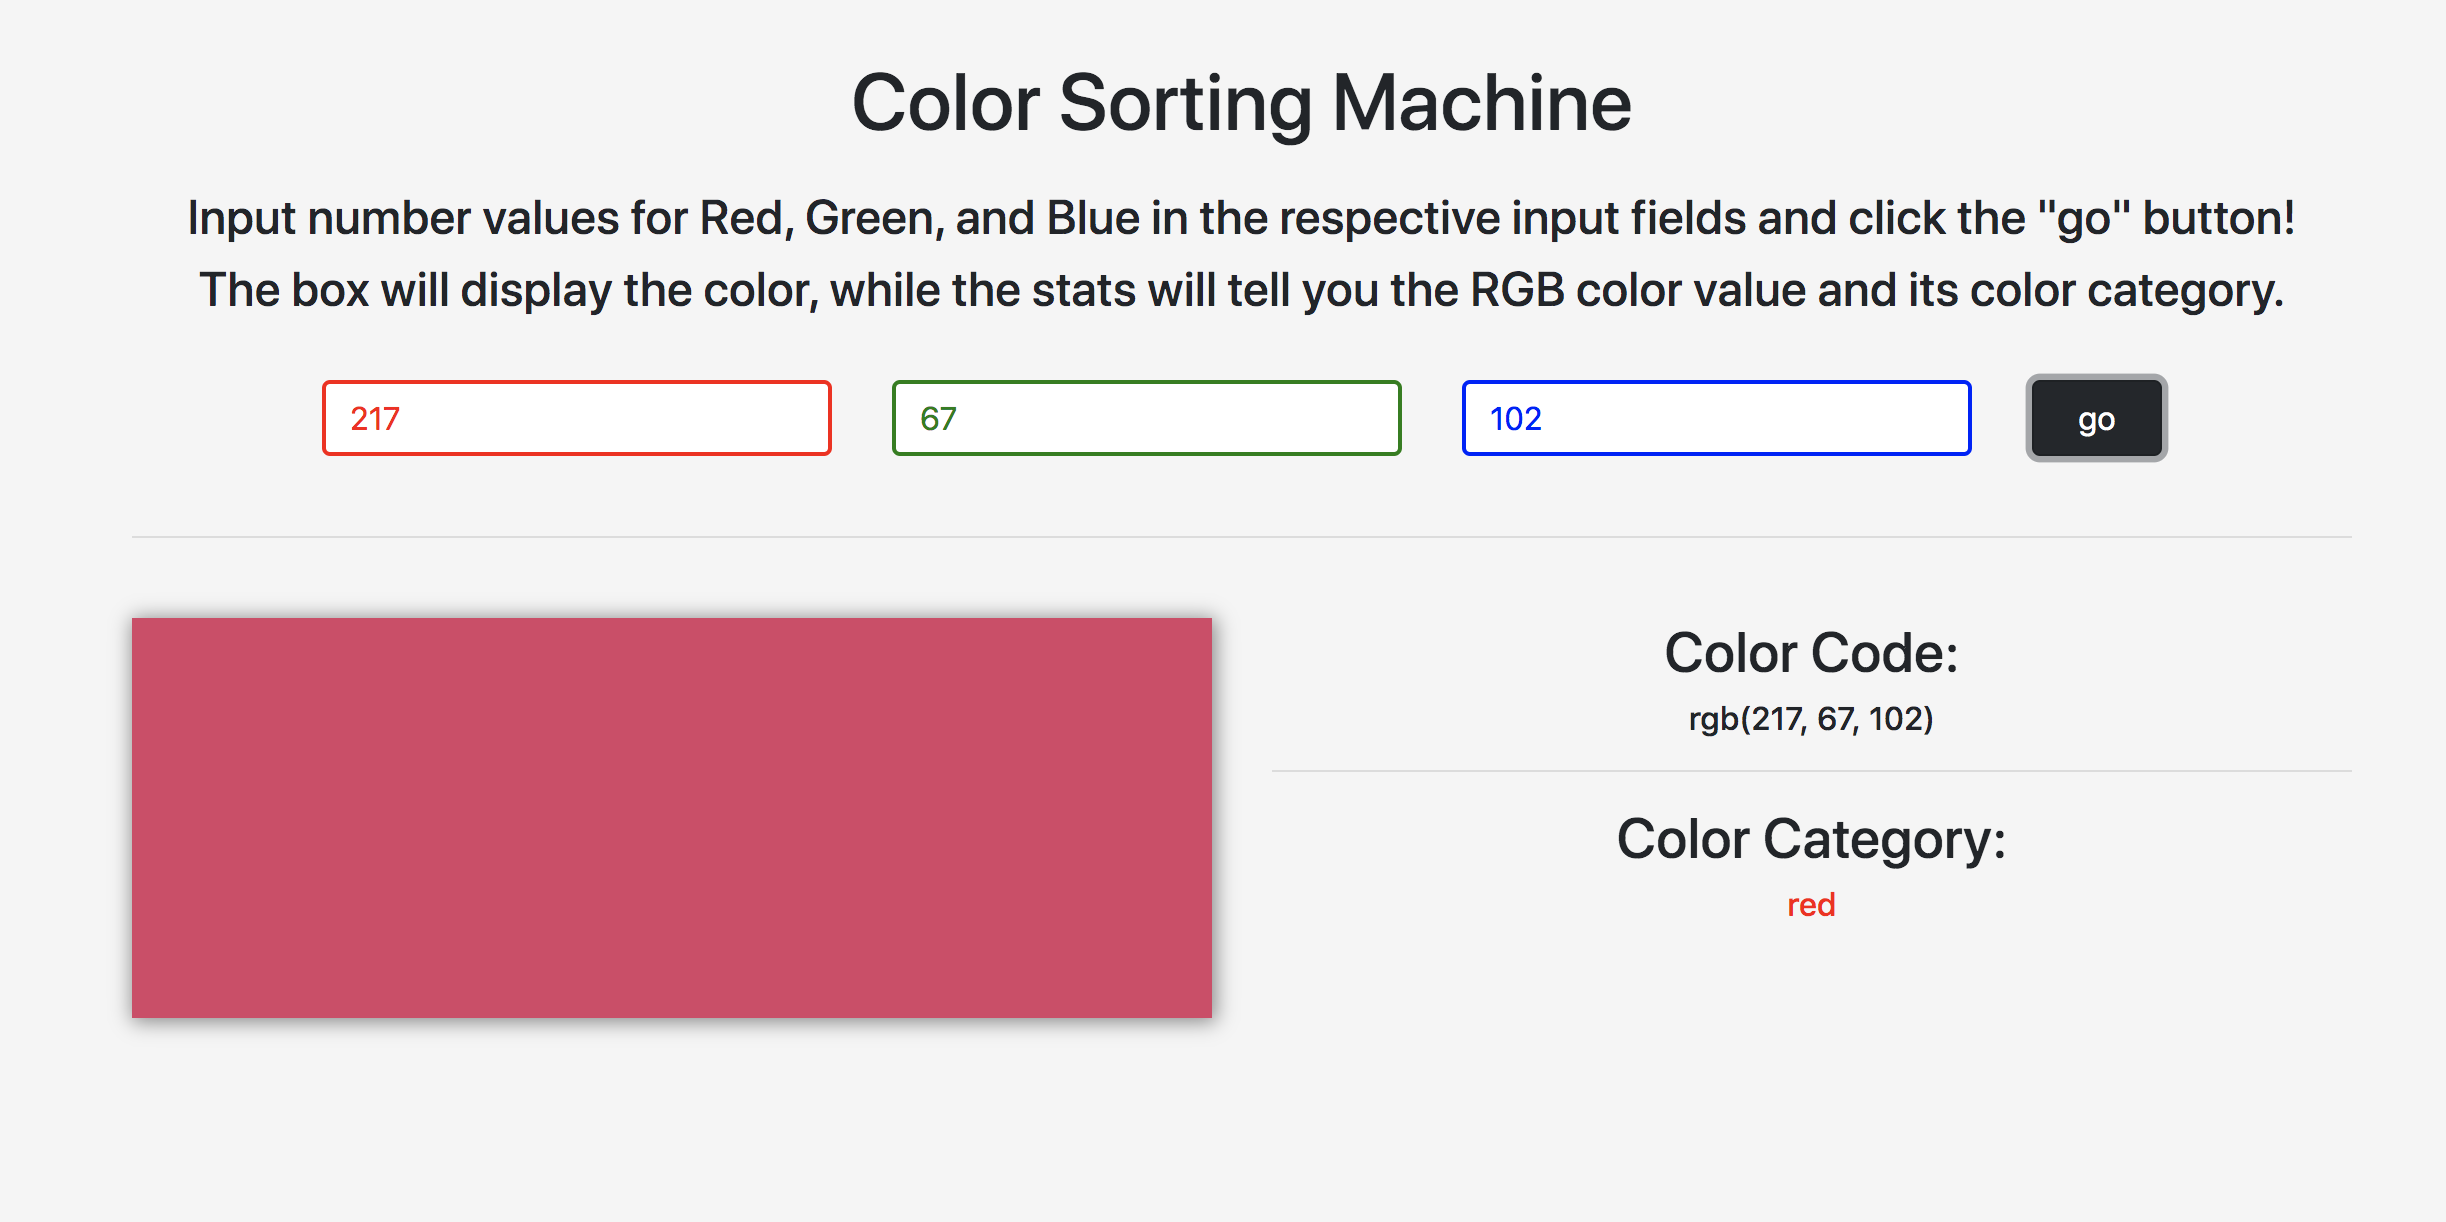 Color Sorting Machine
Input number values for Red, Green, and Blue in the respective input fields and click the "go" button!
The box will display the color, while the stats will tell you the RGB color value and its color category.
217 67 102 go
Color Code:
rgb(217, 67, 102)
Color Category:
red